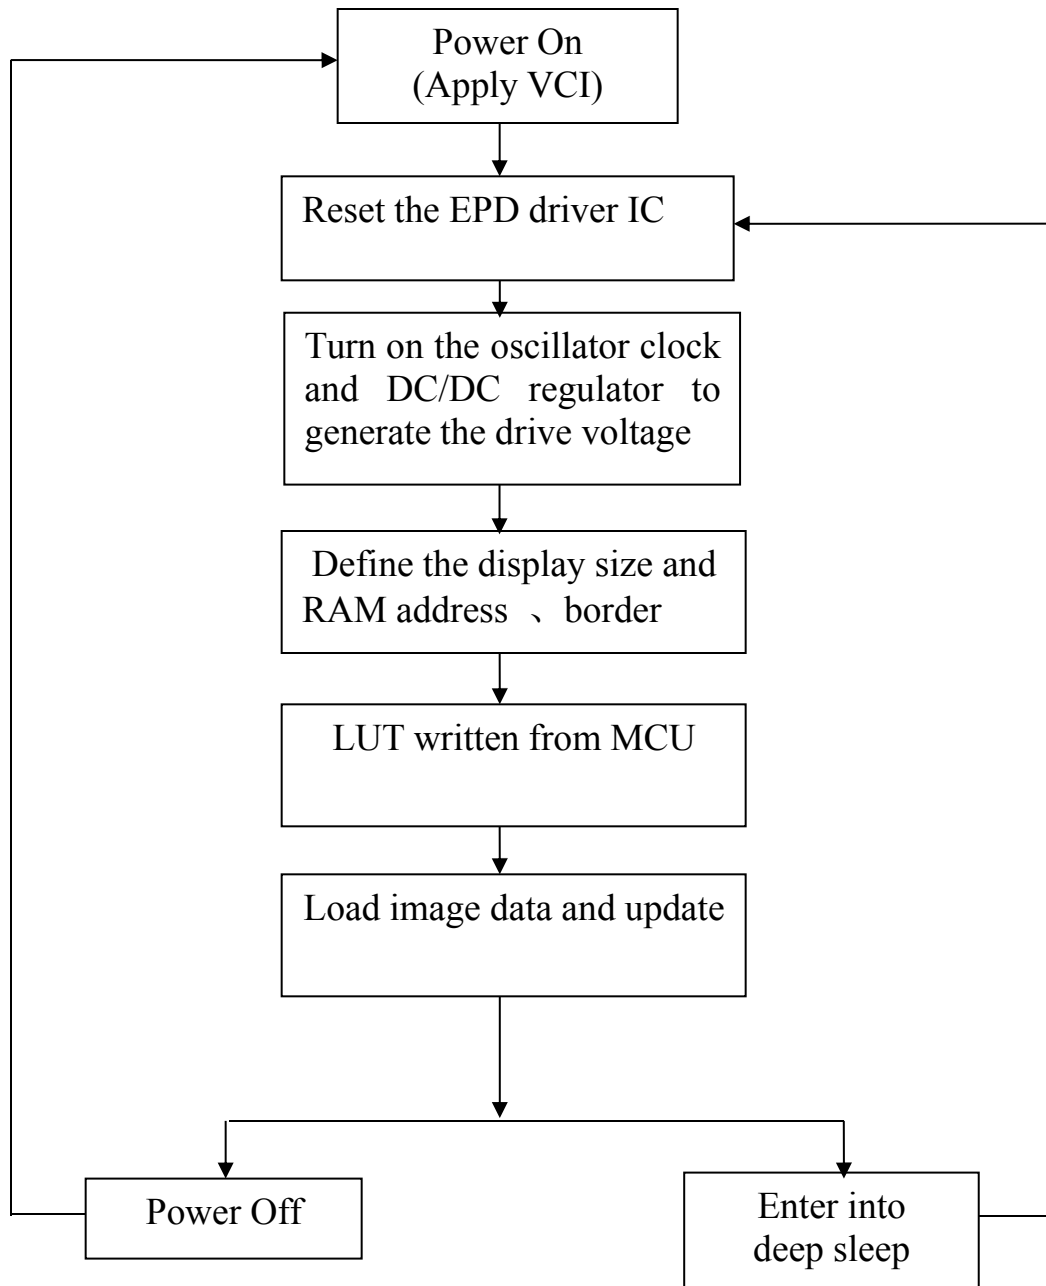 Power On
(Apply VCI)
Reset the EPD driver IC
Turn on the oscillator clock
and DC/DC regulator to
generate the drive voltage
Define the display size and
RAM address 、border
LUT written from MCU
Load image data and update
Power Off
Enter into
deep sleep